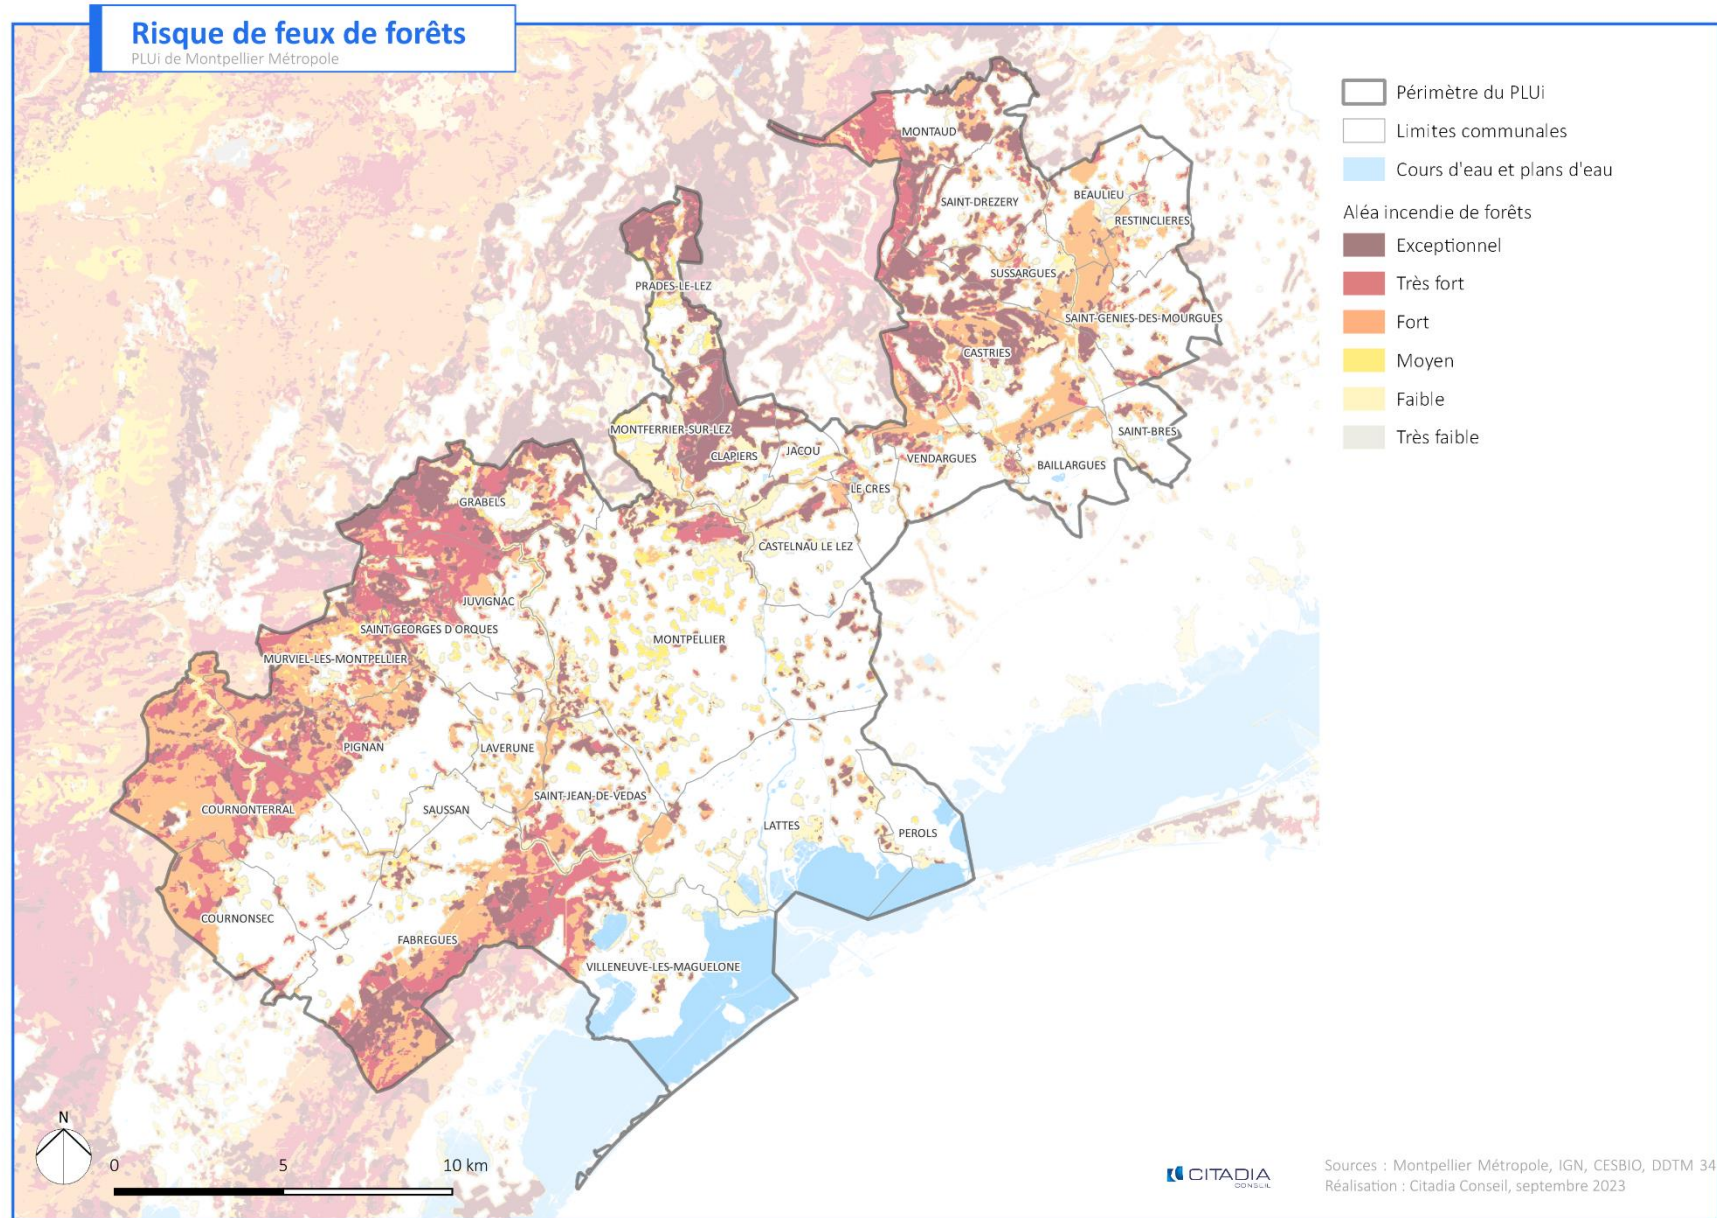 Risque de feux de forêts
PLUi de Montpellier Métropole
Périmètre du PLUi
Limites communales
Cours d'eau et plans d'eau
Aléa incendie de forêts
Exceptionnel
Très fort
Fort
Moyen
Faible
Très faible
MONTAUD
SAINT-DREZERY
BEAULIEU
RESTINCLIERES
SUSSARGUES
PRADES-LE-LEZ
SAINT-GENIES-DES-MOURGUES
CASTRIES
MONTFERRIER-SUR-LEZ
SAINT-BRES
CLAPIERS
JACOU
VENDARGUES
BAILLARGUES
LE CRES
GRABELS
CASTELNAU LE LEZ
JUVIGNAC
SAINT GEORGES D ORQUES
MONTPELLIER
MURVIEL-LES-MONTPELLIER
PIGNAN
LAVERUNE
COURNONTERRAL
SAUSSAN
SAINT-JEAN-DE-VEDAS
LATTES
PEROLS
COURNONSEC
FABREGUES
VILLENEUVE-LES-MAGUELONE
N
0 5 10 km
CITADIA
CONSEIL
Sources : Montpellier Métropole, IGN, CESBIO, DDTM 34
Réalisation : Citadia Conseil, septembre 2023